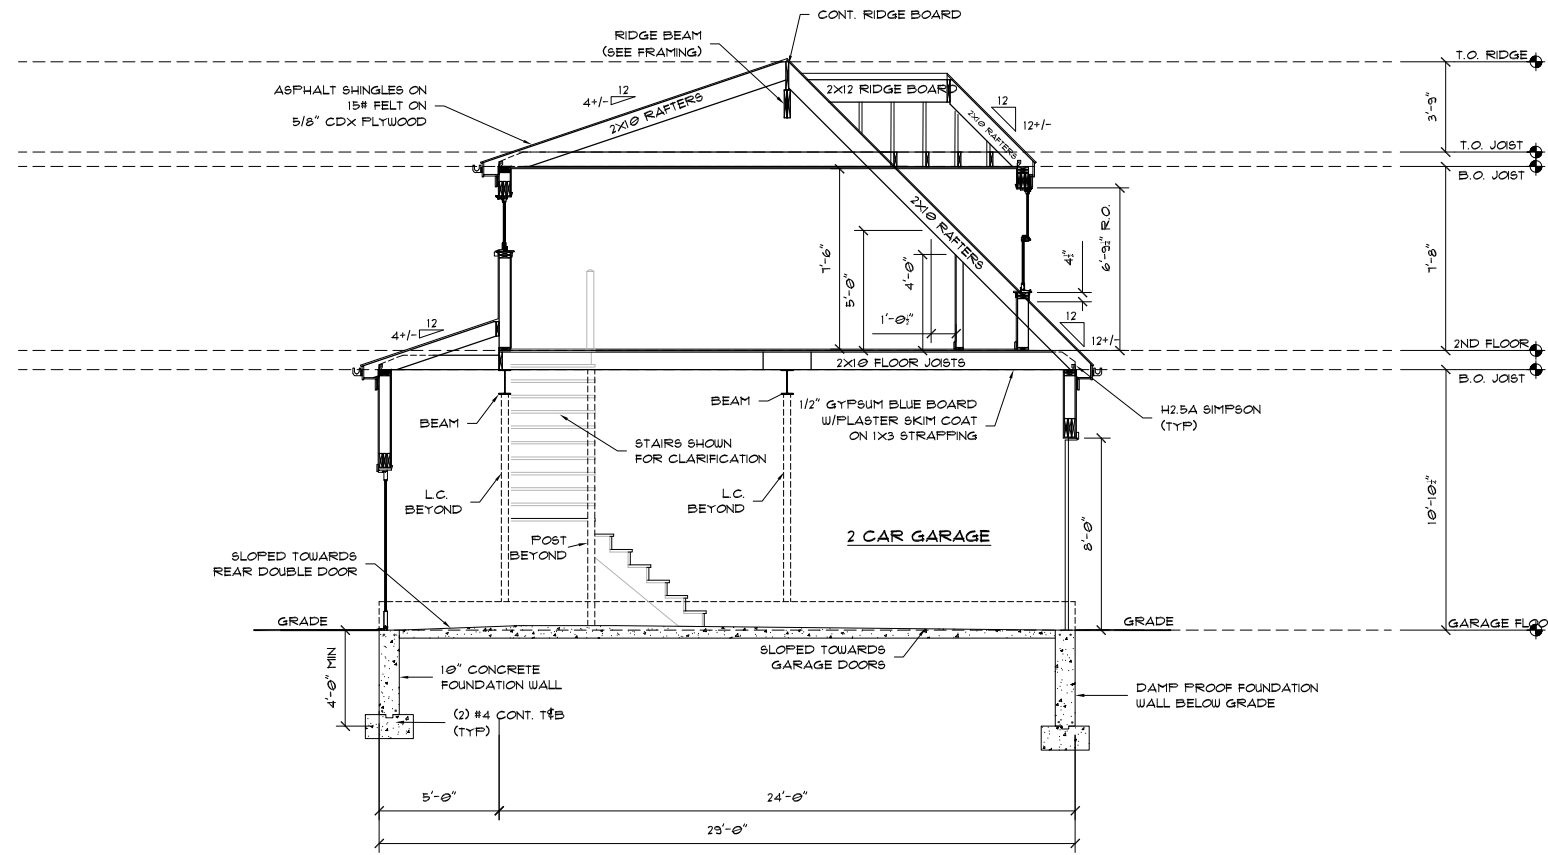 CONT. RIDGE BOARD
RIDGE BEAM
(SEE FRAMING)
T.O. RIDGE
ASPHALT SHINGLES ON
15# FELT ON
5/8" CDX PLYWOOD
12
4+/-
2X10 RAFTERS
2X12 RIDGE BOARD
12
12+/-
2X10 RAFTERS
3'-9"
T.O. JOIST
B.O. JOIST
2X10 RAFTERS
7'-6"
5'-0"
4'-0"
1'-0½"
4½"
6'-9½" R.O.
7'-8"
12
4+/-
12
12+/-
2ND FLOOR
2X10 FLOOR JOISTS
B.O. JOIST
BEAM
BEAM
1/2" GYPSUM BLUE BOARD
W/PLASTER SKIM COAT
ON 1X3 STRAPPING
H2.5A SIMPSON
(TYP)
STAIRS SHOWN
FOR CLARIFICATION
L.C.
BEYOND
L.C.
BEYOND
10'-10½"
8'-0"
2 CAR GARAGE
POST
BEYOND
SLOPED TOWARDS
REAR DOUBLE DOOR
GRADE
GRADE
GARAGE FLOO
SLOPED TOWARDS
GARAGE DOORS
4'-0" MIN
10" CONCRETE
FOUNDATION WALL
(2) #4 CONT. T&B
(TYP)
DAMP PROOF FOUNDATION
WALL BELOW GRADE
5'-0"
24'-0"
29'-0"